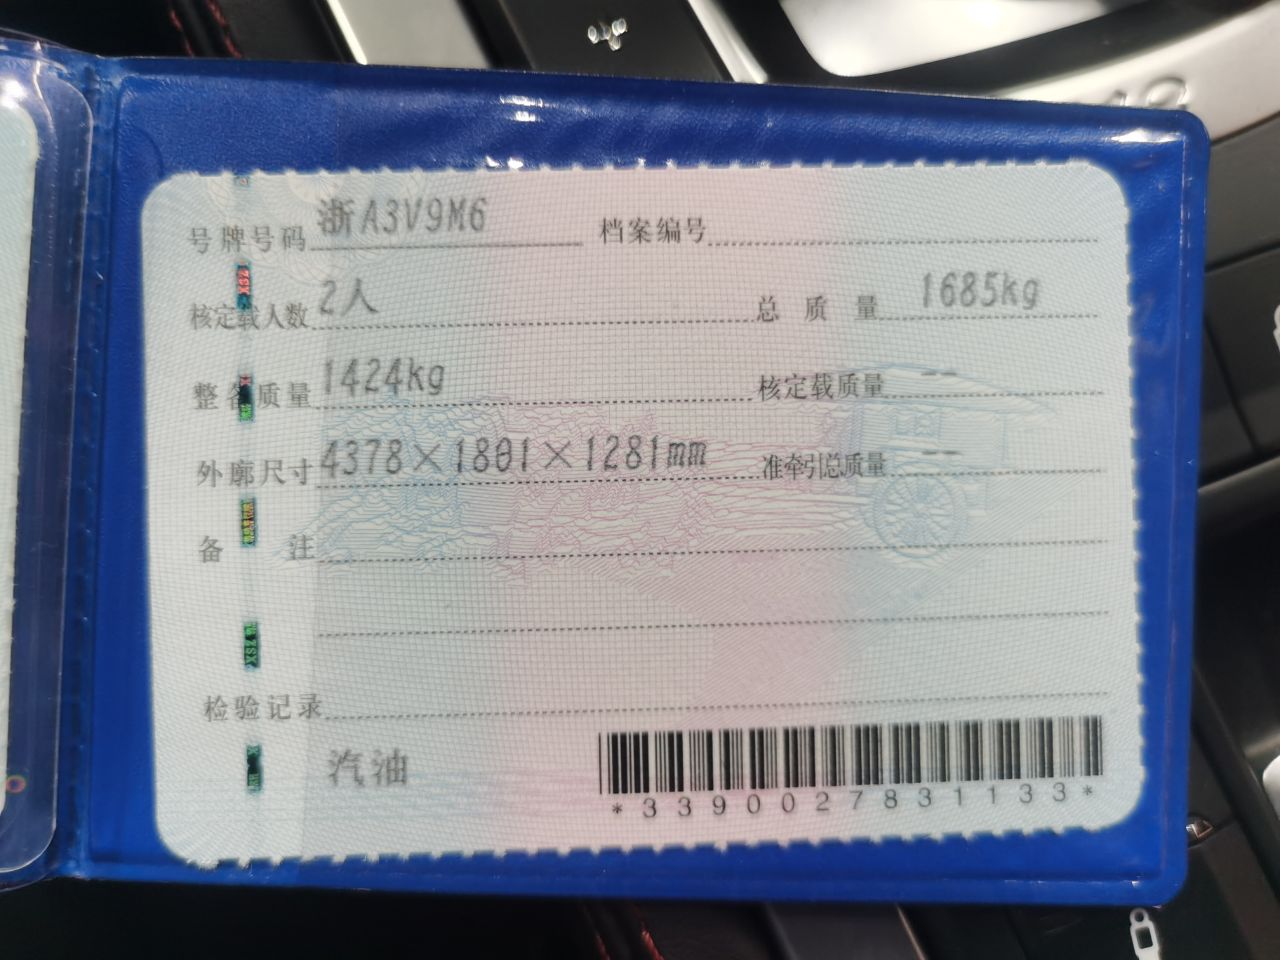 号牌号码 浙A3V9M6 档案编号
核定载人数 2人 总质量 1685kg
整备质量 1424kg 核定载质量 --
外廓尺寸 4378×1801×1281mm 准牵引总质量 --
备注
检验记录
汽油
*3390027831133*